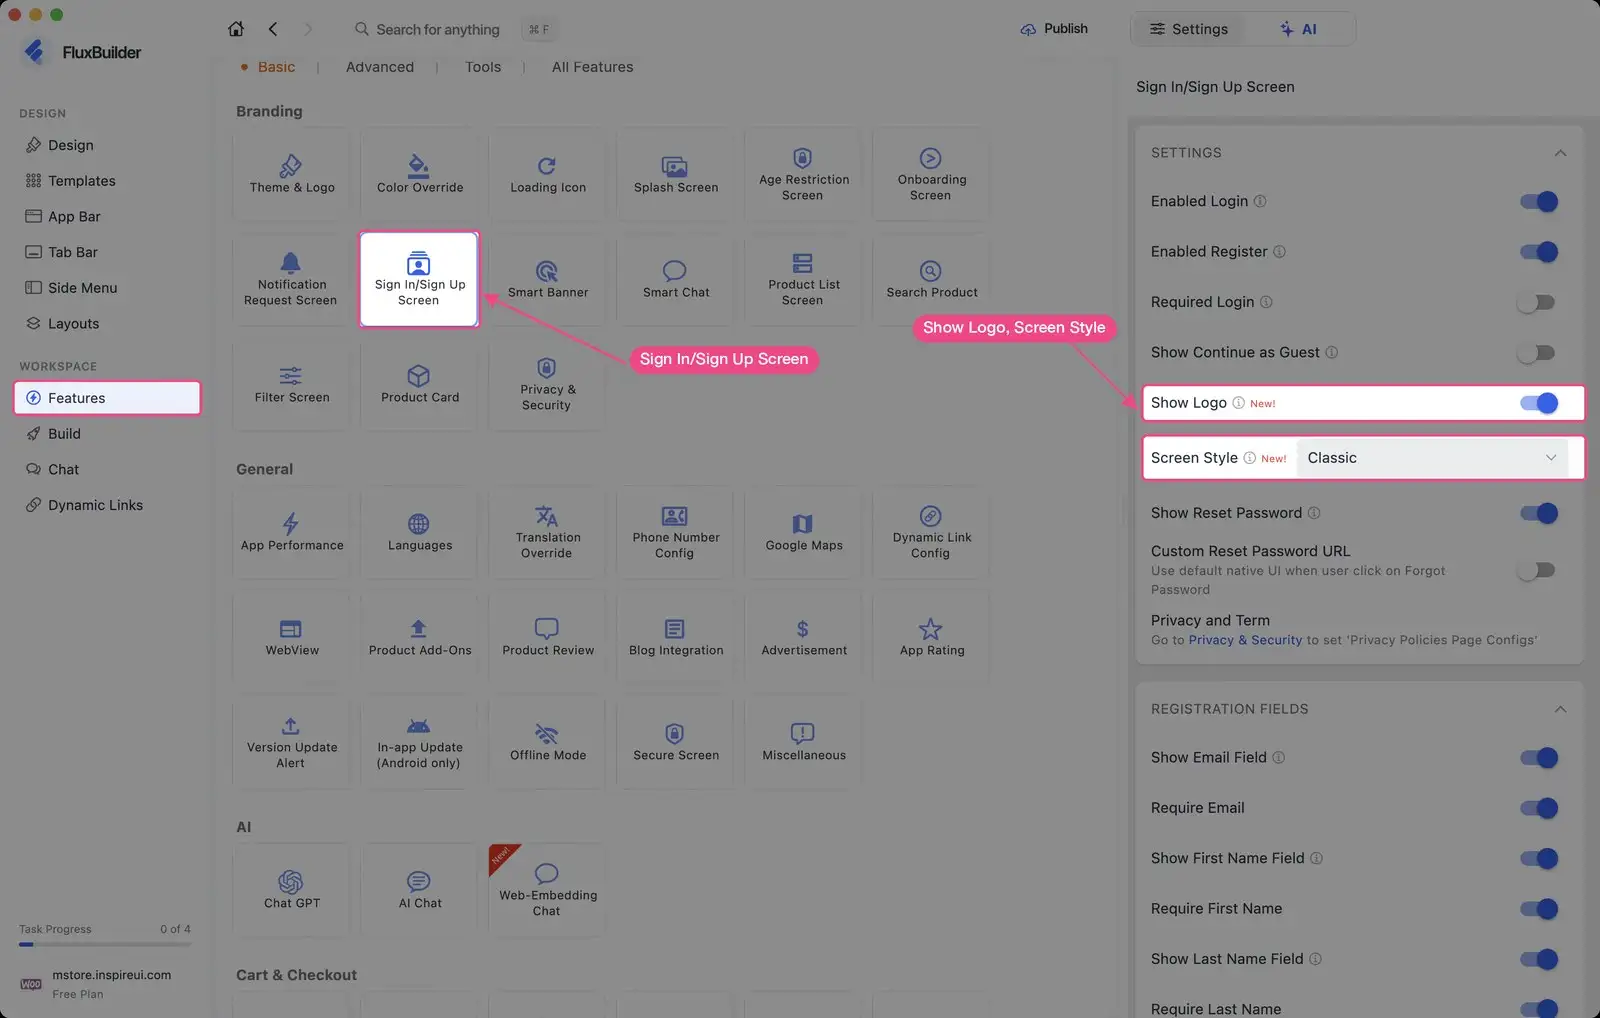 Search for anything
⌘ F
Publish
Settings
AI
FluxBuilder
Basic | Advanced | Tools | All Features
Sign In/Sign Up Screen
DESIGN
Design
Templates
App Bar
Tab Bar
Side Menu
Layouts
WORKSPACE
Features
Build
Chat
Dynamic Links
Task Progress
0 of 4
Woo
mstore.inspireui.com
Free Plan
Branding
Theme & Logo
Color Override
Loading Icon
Splash Screen
Age Restriction
Screen
Onboarding
Screen
Notification
Request Screen
Sign In/Sign Up
Screen
Smart Banner
Smart Chat
Product List
Screen
Search Product
Show Logo, Screen Style
Sign In/Sign Up Screen
Filter Screen
Product Card
Privacy &
Security
General
App Performance
Languages
Translation
Override
Phone Number
Config
Google Maps
Dynamic Link
Config
WebView
Product Add-Ons
Product Review
Blog Integration
Advertisement
App Rating
Version Update
Alert
In-app Update
(Android only)
Offline Mode
Secure Screen
Miscellaneous
AI
Chat GPT
AI Chat
New!
Web-Embedding
Chat
Cart & Checkout
SETTINGS
Enabled Login
Enabled Register
Required Login
Show Continue as Guest
Show Logo New!
Screen Style New! Classic
Show Reset Password
Custom Reset Password URL
Use default native UI when user click on Forgot
Password
Privacy and Term
Go to Privacy & Security to set 'Privacy Policies Page Configs'
REGISTRATION FIELDS
Show Email Field
Require Email
Show First Name Field
Require First Name
Show Last Name Field
Require Last Name